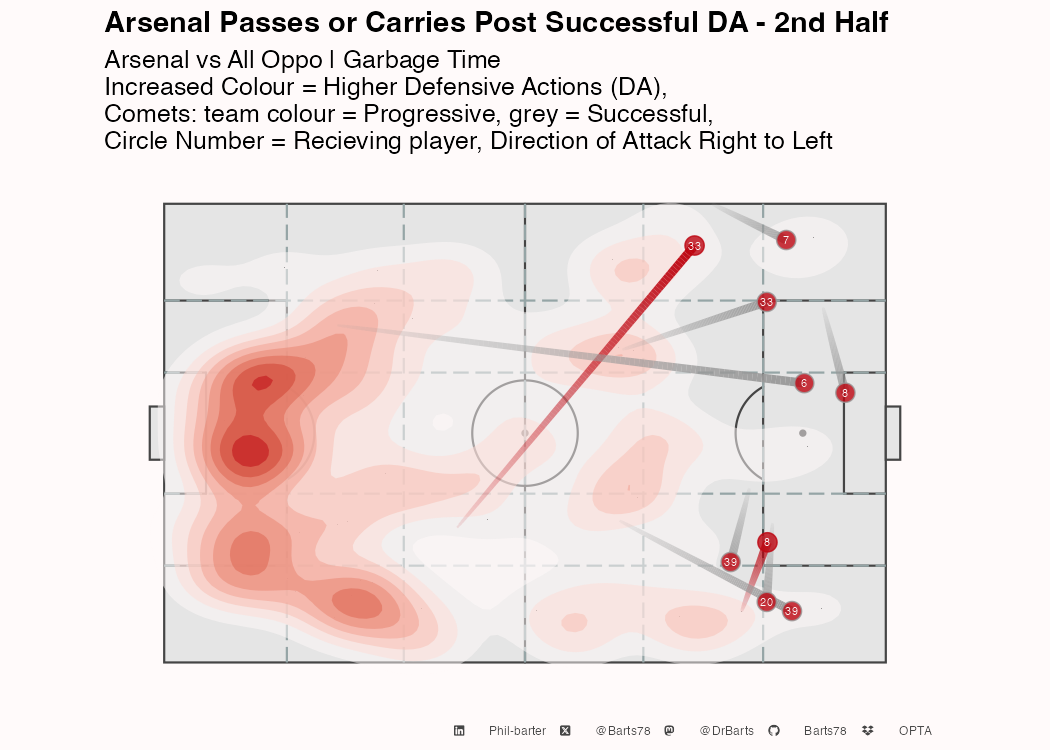 Arsenal Passes or Carries Post Successful DA - 2nd Half
Arsenal vs All Oppo | Garbage Time
Increased Colour = Higher Defensive Actions (DA),
Comets: team colour = Progressive, grey = Successful,
Circle Number = Recieving player, Direction of Attack Right to Left
7
33
33
6
8
8
39
20
39
Phil-barter @Barts78 @DrBarts Barts78 OPTA